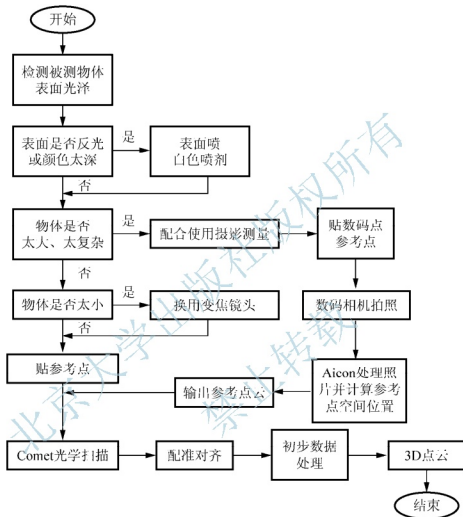 开始
检测被测物体
表面光泽
表面是否反光
或颜色太深
是
表面喷
白色喷剂
否
物体是否
太大、太复杂
是
配合使用摄影测量
贴数码点
参考点
否
物体是否太小
是
换用变焦镜头
数码相机拍照
否
贴参考点
输出参考点云
Aicon处理照
片并计算参考
点空间位置
Comet光学扫描
配准对齐
初步数据
处理
3D点云
结束
北京大学出版社版权所有
禁止转载